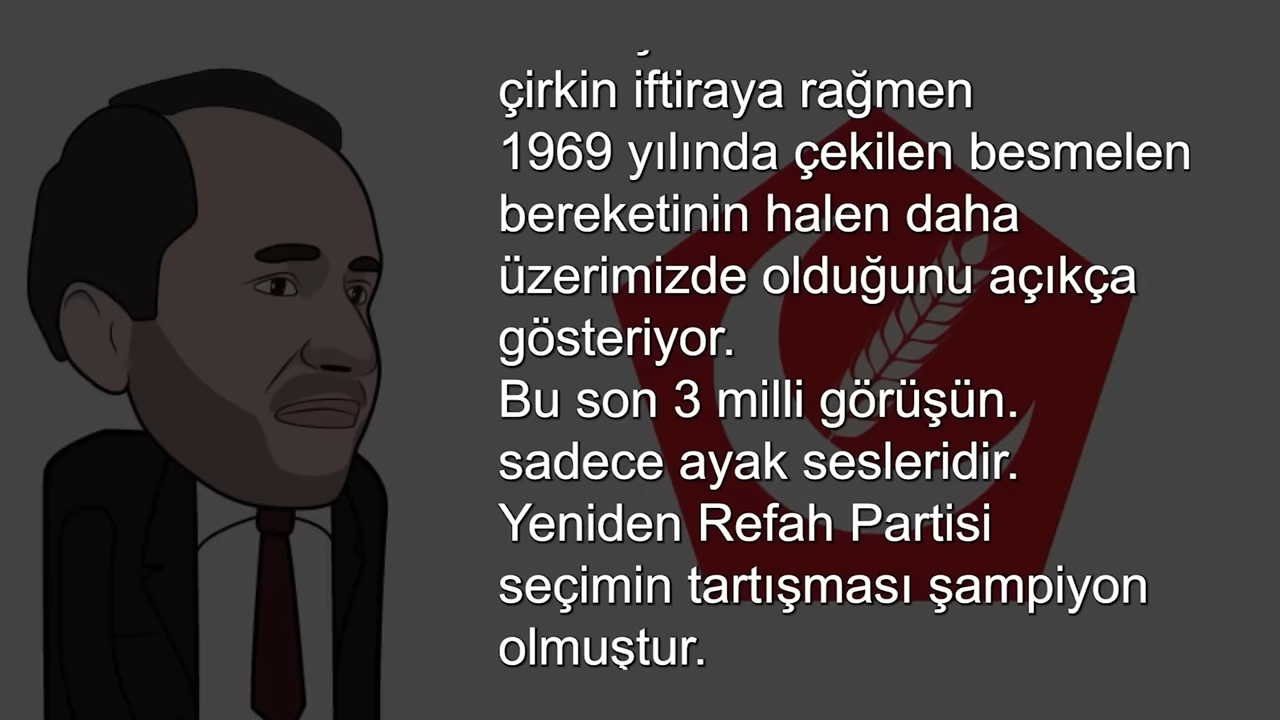 çirkin iftiraya rağmen
1969 yılında çekilen besmelen
bereketinin halen daha
üzerimizde olduğunu açıkça
gösteriyor.
Bu son 3 milli görüşün.
sadece ayak sesleridir.
Yeniden Refah Partisi
seçimin tartışması şampiyon
olmuştur.